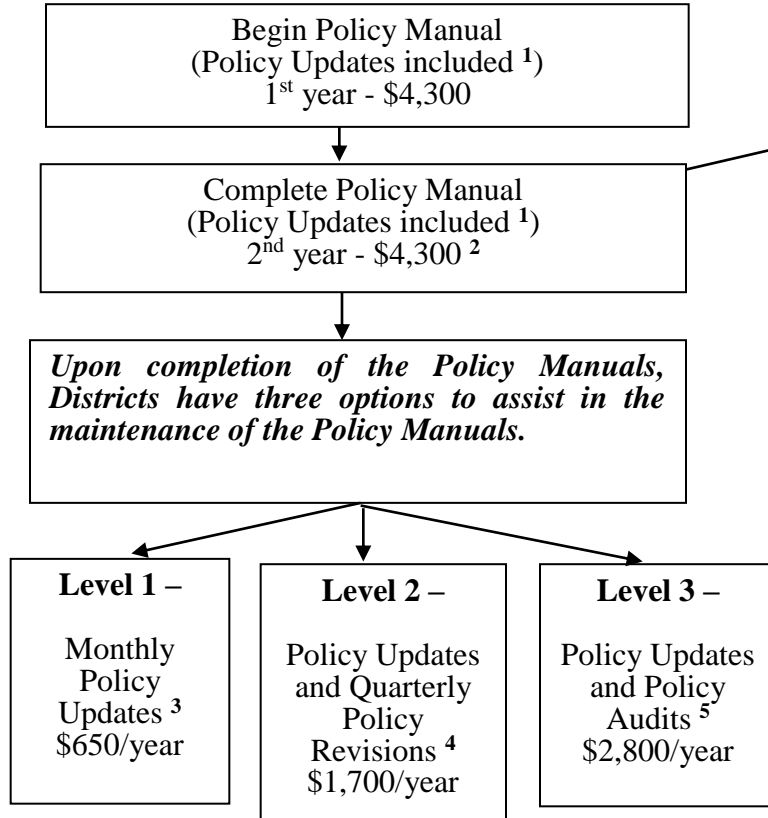 Begin Policy Manual
(Policy Updates included 1)
1st year - $4,300
Complete Policy Manual
(Policy Updates included 1)
2nd year - $4,300 2
Upon completion of the Policy Manuals,
Districts have three options to assist in the
maintenance of the Policy Manuals.
Level 1 –
Monthly
Policy
Updates 3
$650/year
Level 2 –
Policy Updates
and Quarterly
Policy
Revisions 4
$1,700/year
Level 3 –
Policy Updates
and Policy
Audits 5
$2,800/year